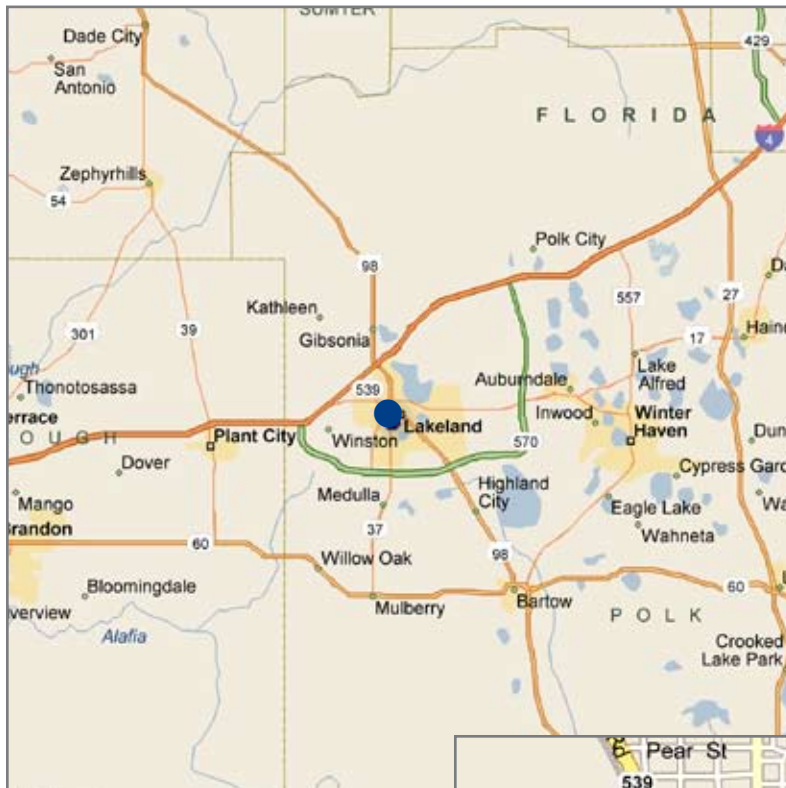 SUMTER
Dade City
429
San
Antonio
FLORIDA
4
Zephyrhills
54
Polk City
98
557
27
Kathleen
301
39
Gibsonia
17
Thonotosassa
539
Auburndale
Lake
Alfred
Inwood
Winter
Haven
Lakeland
OUGH
Plant City
Winston
570
Dover
Cypress Gard
Highland
City
Mango
Medulla
Eagle Lake
Brandon
37
Wahneta
60
98
Willow Oak
Bloomingdale
60
Mulberry
Bartow
POLK
verview
Alafia
Crooked
Lake Park
Pear St
539